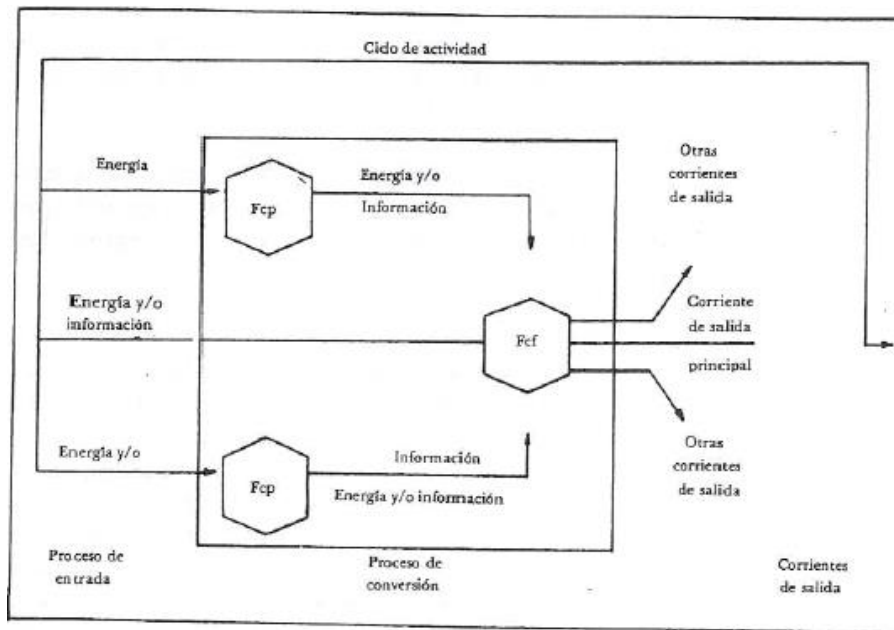 Ciclo de actividad
Energía
Fcp
Energía y/o
Información
Otras
corrientes
de salida
Energía y/o
información
Fcf
Corriente
de salida
principal
Energía y/o
Fcp
Información
Energía y/o información
Otras
corrientes
de salida
Proceso de
entrada
Proceso de
conversión
Corrientes
de salida